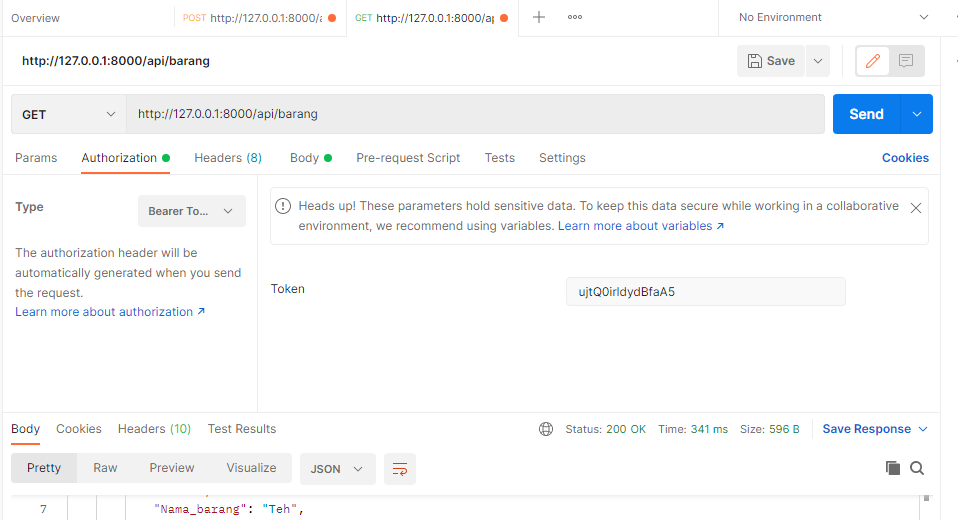 Overview POST http://127.0.0.1:8000/a GET http://127.0.0.1:8000/ap No Environment
http://127.0.0.1:8000/api/barang Save
GET http://127.0.0.1:8000/api/barang Send
Params Authorization Headers (8) Body Pre-request Script Tests Settings Cookies
Type Bearer To...
Heads up! These parameters hold sensitive data. To keep this data secure while working in a collaborative
environment, we recommend using variables. Learn more about variables ↗
The authorization header will be
automatically generated when you send
the request.
Learn more about authorization ↗
Token ujtQ0irldydBfaA5
Body Cookies Headers (10) Test Results Status: 200 OK Time: 341 ms Size: 596 B Save Response
Pretty Raw Preview Visualize JSON
7 "Nama_barang": "Teh",